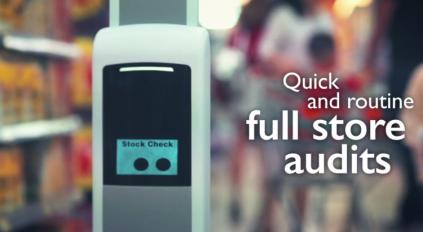 Stock Check
Quick
and routine
full store
audits